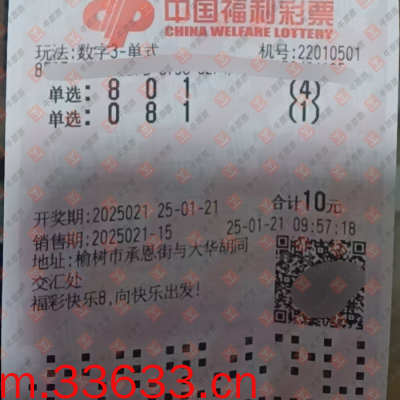 中国福利彩票
CHINA WELFARE LOTTERY
玩法:数字3-单式 机号:22010501
单选: 8 0 1 (4)
单选: 0 8 1 (1)
开奖期:2025021 25-01-21 合计10元
销售期:2025021-15 25-01-21 09:57:18
地址:榆树市承恩街与大华胡同
交汇处
福彩快乐8,向快乐出发!
m.33633.cn